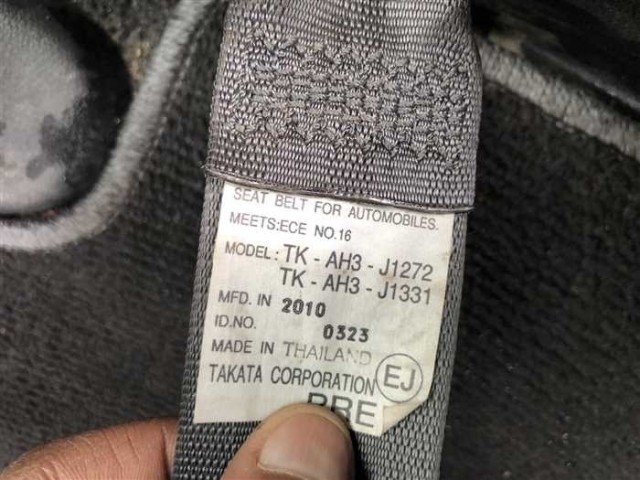 SEAT BELT FOR AUTOMOBILES.
MEETS:ECE NO.16
MODEL: TK - AH3 - J1272
TK - AH3 - J1331
MFD. IN 2010
ID.NO. 0323
MADE IN THAILAND
TAKATA CORPORATION EJ